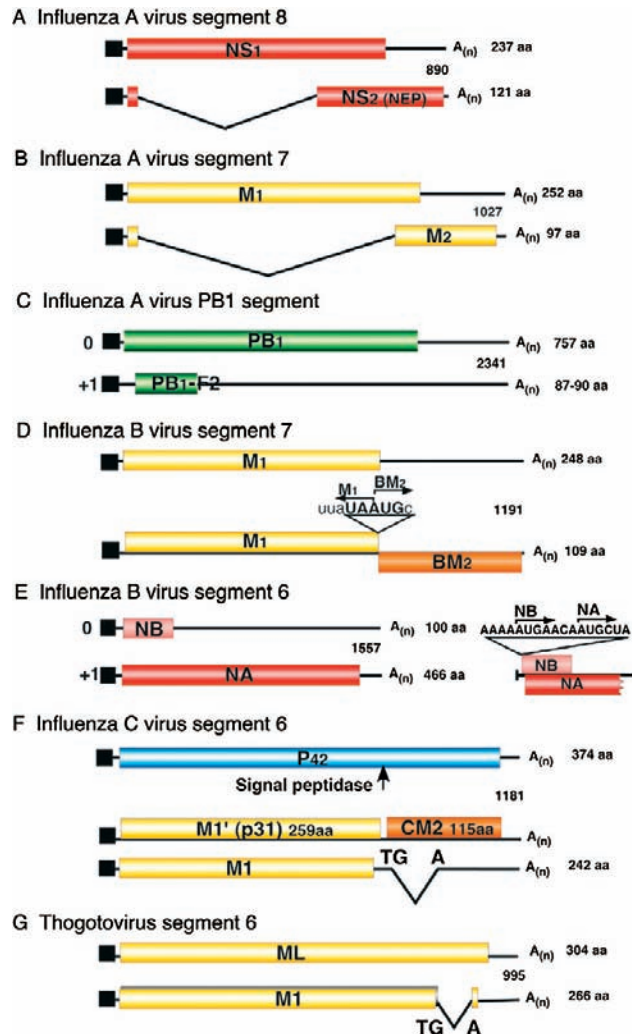 A Influenza A virus segment 8
NS1 A(n) 237 aa
890
NS2 (NEP) A(n) 121 aa
B Influenza A virus segment 7
M1 A(n) 252 aa
1027
M2 A(n) 97 aa
C Influenza A virus PB1 segment
0 PB1 A(n) 757 aa
2341
+1 PB1-F2 A(n) 87-90 aa
D Influenza B virus segment 7
M1 A(n) 248 aa
M1 BM2
uuaUAAUGc 1191
M1
BM2 A(n) 109 aa
E Influenza B virus segment 6
0 NB A(n) 100 aa
1557
+1 NA A(n) 466 aa
NB NA
AAAAAUGAACAAUGCUA
NB
NA
F Influenza C virus segment 6
P42 A(n) 374 aa
Signal peptidase
1181
M1' (p31) 259aa CM2 115aa A(n)
TG A
M1 A(n) 242 aa
G Thogotovirus segment 6
ML A(n) 304 aa
995
M1 A(n) 266 aa
TG A